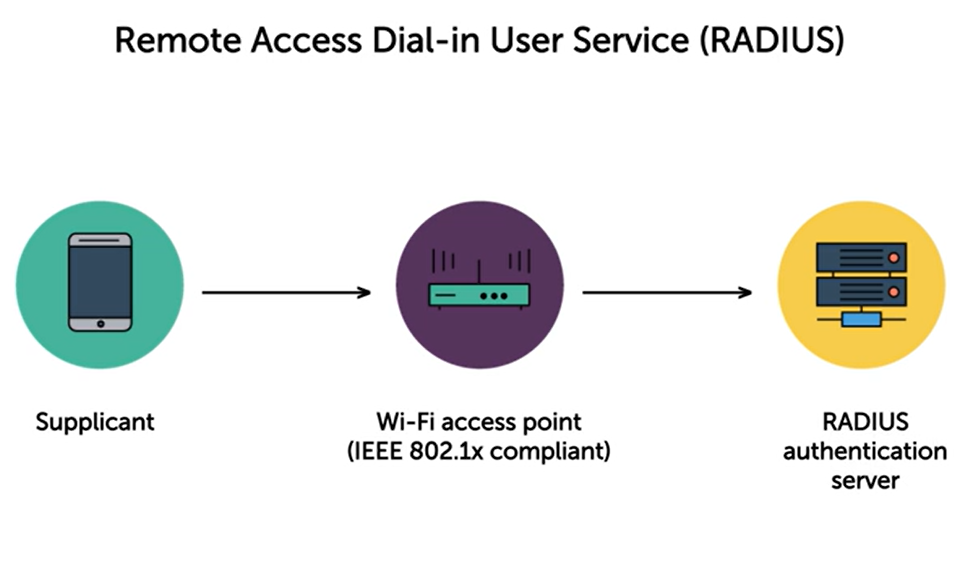 Remote Access Dial-in User Service (RADIUS)
Supplicant
Wi-Fi access point
(IEEE 802.1x compliant)
RADIUS
authentication
server